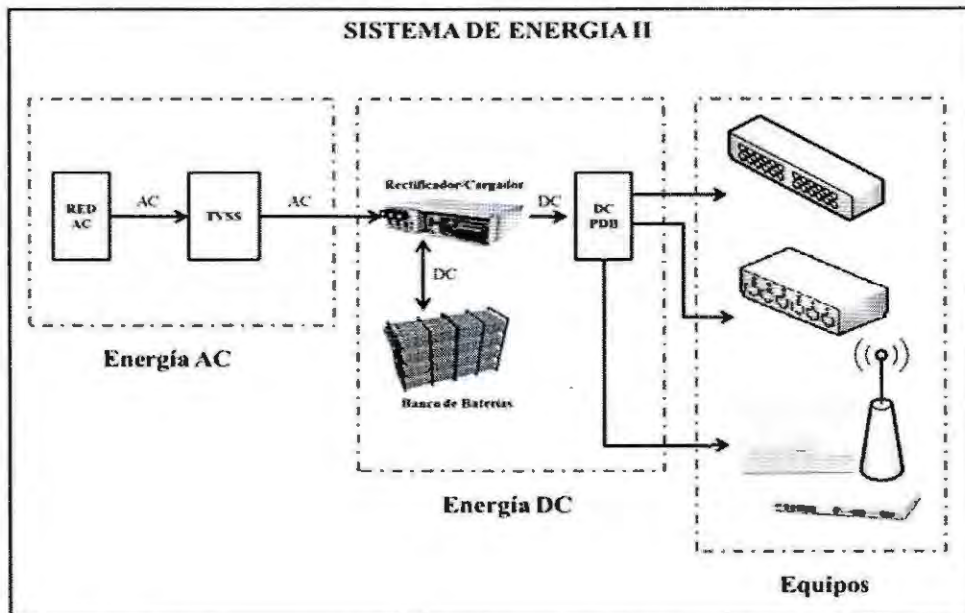 SISTEMA DE ENERGIA II
RED
AC
AC
TVSS
AC
Rectificador/Cargador
DC
DC
PDB
DC
Banco de Baterías
Energía AC
Energía DC
Equipos